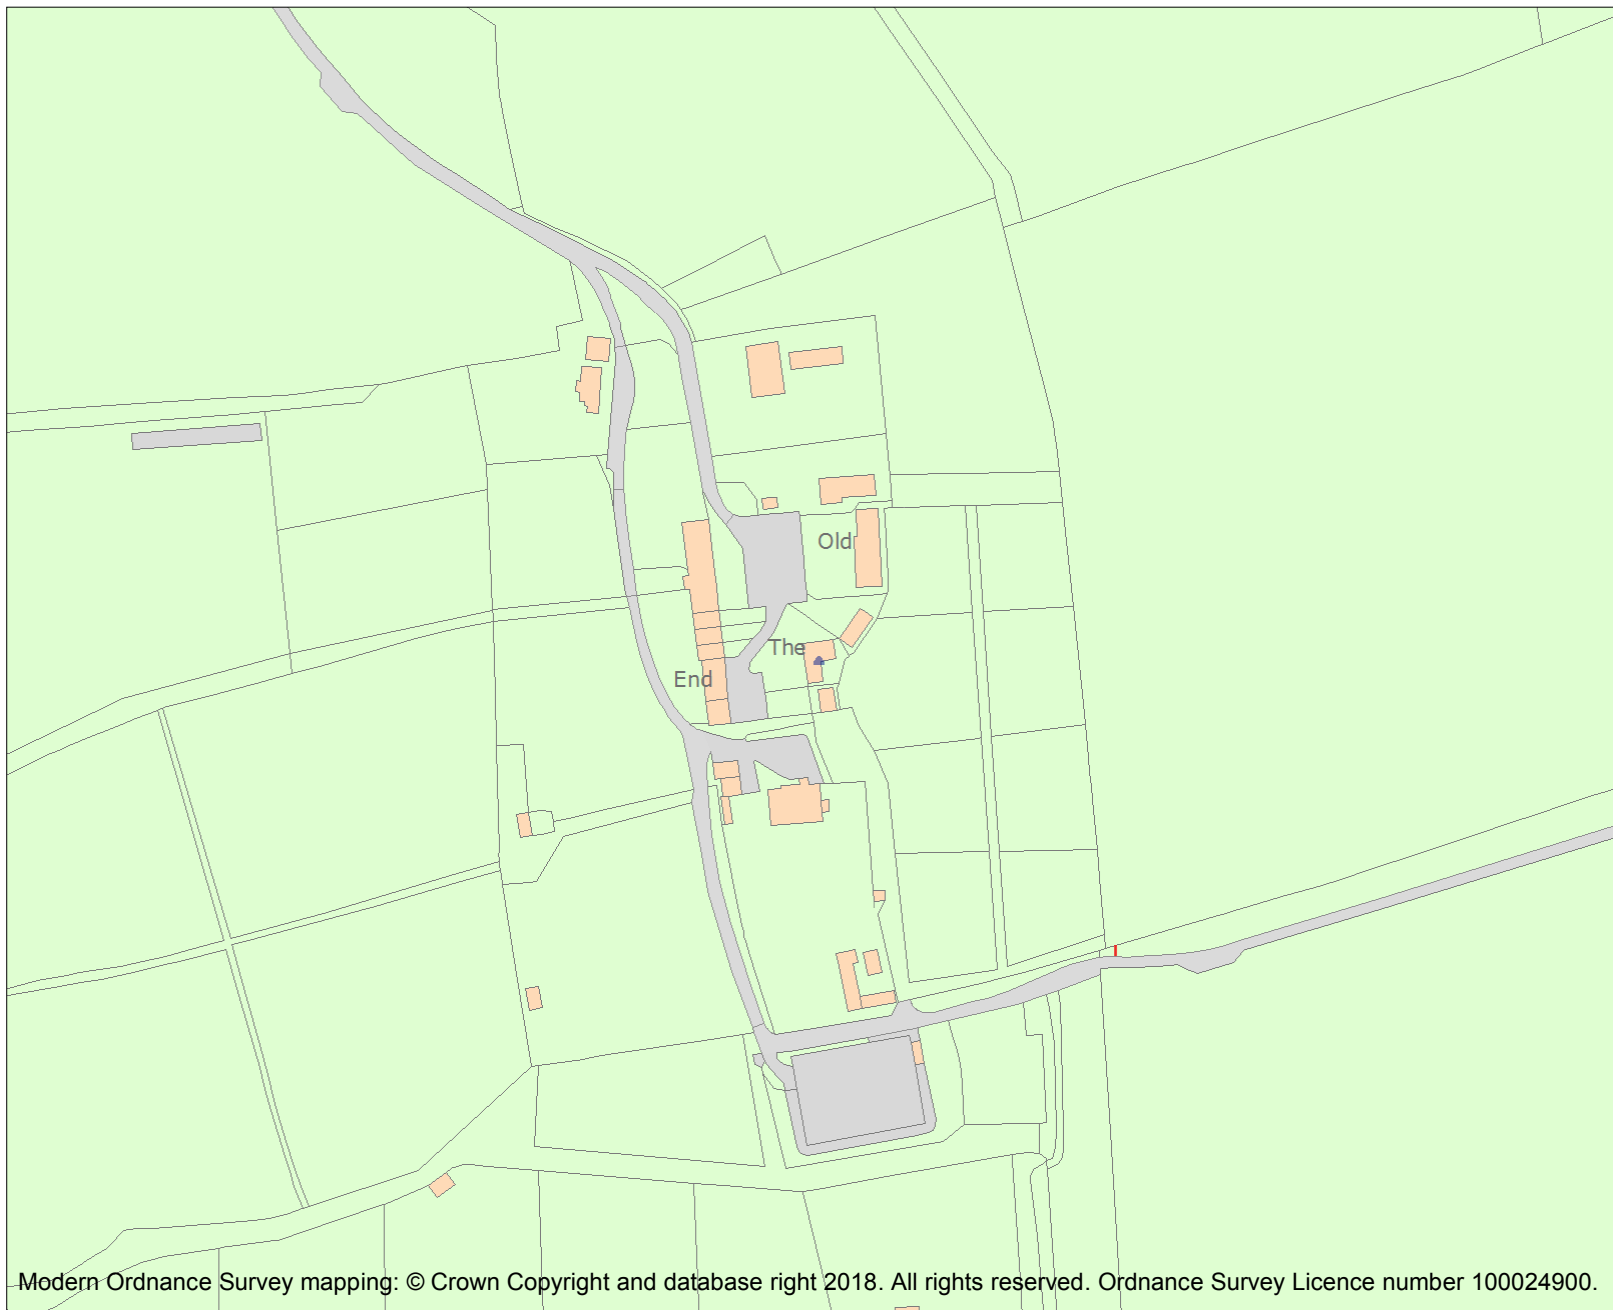 Old
The
End
Modern Ordnance Survey mapping: © Crown Copyright and database right 2018. All rights reserved. Ordnance Survey Licence number 100024900.